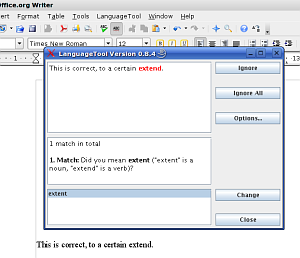 ffice.org Writer
ert Format Table Tools LanguageTool Window Help
Times New Roman 12 B
LanguageTool Version 0.8.4
This is correct, to a certain extend.
Ignore
Ignore All
Options...
1 match in total
1. Match: Did you mean extent ("extent" is a
noun, "extend" is a verb)?
extent
Change
Close
This is correct, to a certain extend.